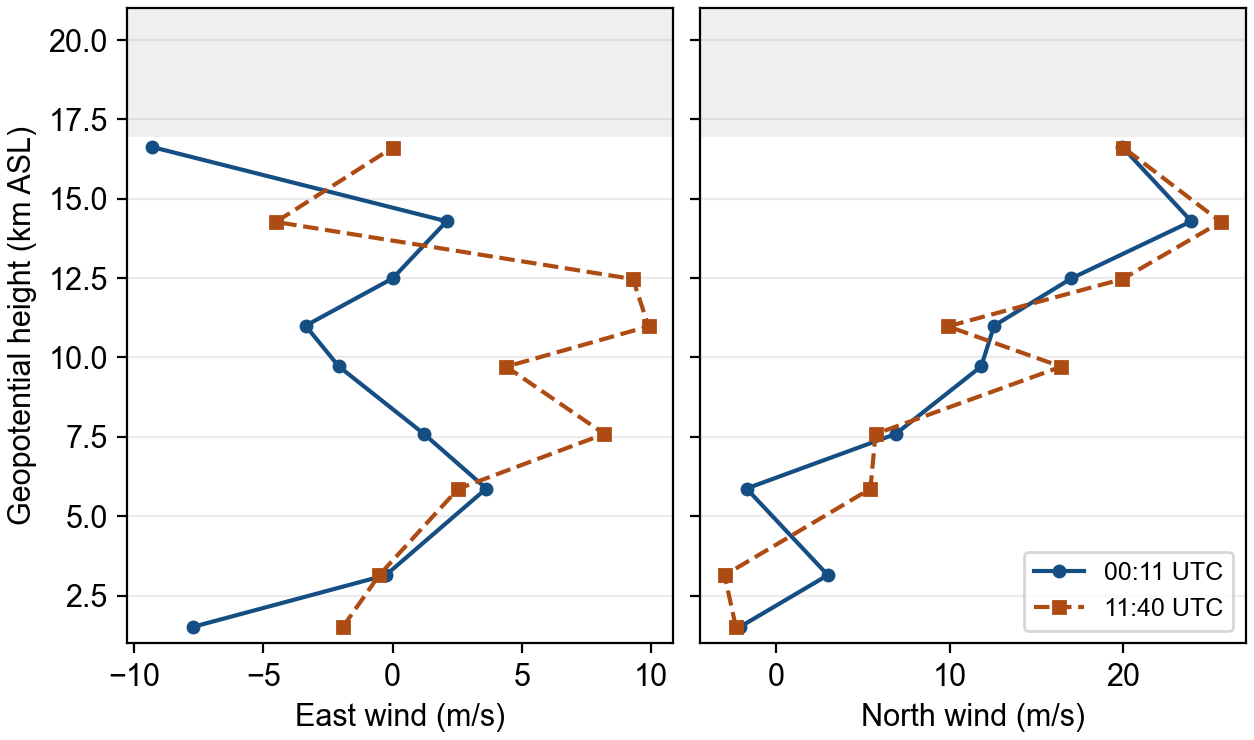 Geopotential height (km ASL)
20.0
17.5
15.0
12.5
10.0
7.5
5.0
2.5
−10 −5 0 5 10
East wind (m/s)
0 10 20
North wind (m/s)
00:11 UTC
11:40 UTC